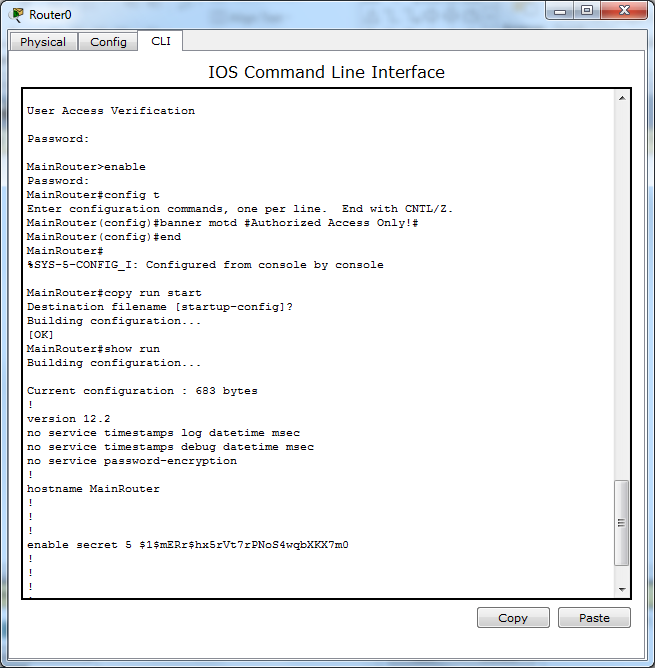 Router0
Physical Config CLI
IOS Command Line Interface
User Access Verification
Password:
MainRouter>enable
Password:
MainRouter#config t
Enter configuration commands, one per line.  End with CNTL/Z.
MainRouter(config)#banner motd #Authorized Access Only!#
MainRouter(config)#end
MainRouter#
%SYS-5-CONFIG_I: Configured from console by console
MainRouter#copy run start
Destination filename [startup-config]?
Building configuration...
[OK]
MainRouter#show run
Building configuration...
Current configuration : 683 bytes
!
version 12.2
no service timestamps log datetime msec
no service timestamps debug datetime msec
no service password-encryption
!
hostname MainRouter
!
!
!
enable secret 5 $1$mERr$hx5rVt7rPNoS4wqbXKX7m0
!
!
!
Copy Paste